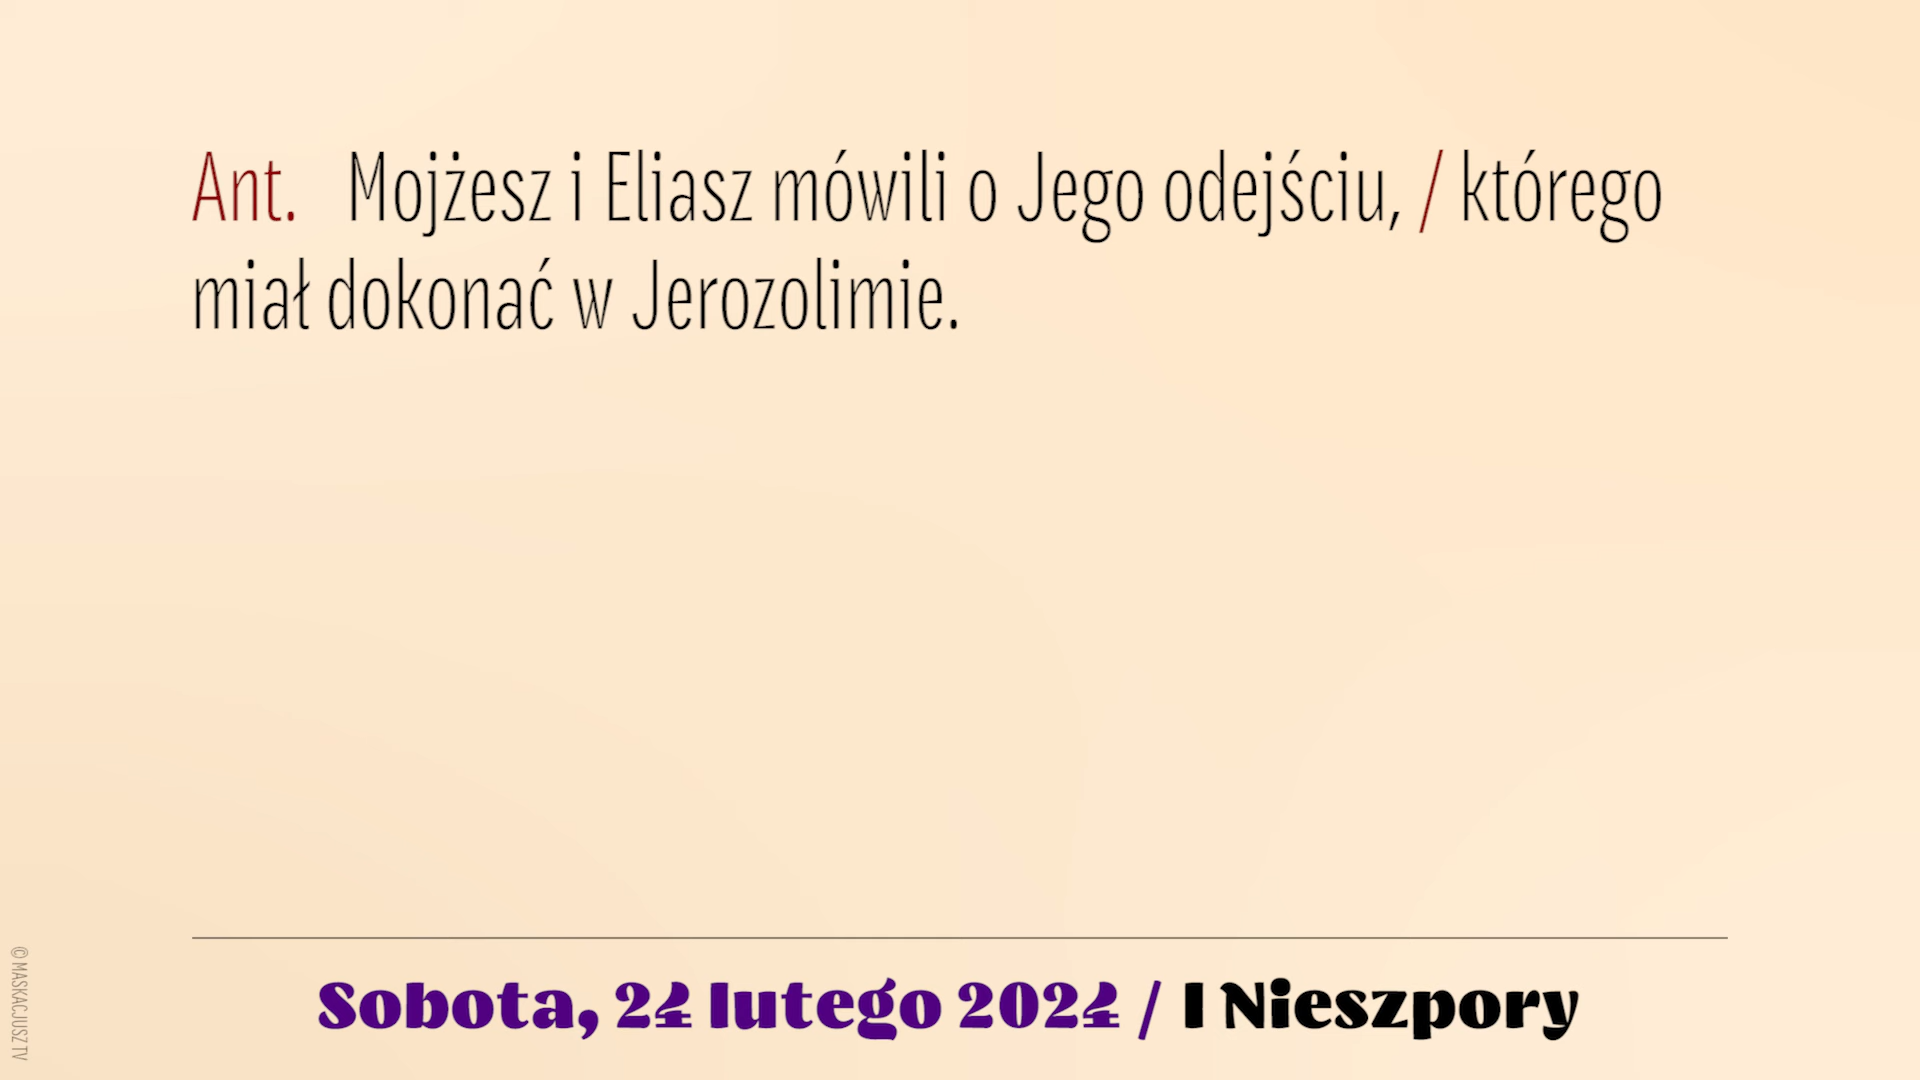 Ant. Mojżesz i Eliasz mówili o Jego odejściu, / którego
miał dokonać w Jerozolimie.
Sobota, 24 lutego 2024 / I Nieszpory
© MASKACJUSZ TV